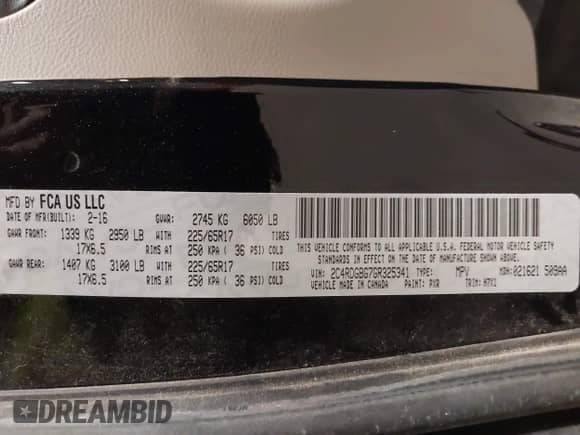 MFD BY FCA US LLC
DATE OF MFR(BUILT): 2-16 GVWR: 2745 KG 6050 LB
GAWR FRONT: 1339 KG 2950 LB 225/65R17 TIRES
17X6.5 RIMS AT 250 KPA ( 36 PSI) COLD
GAWR REAR: 1407 KG 3100 LB 225/65R17 TIRES
17X6.5 RIMS AT 250 KPA ( 36 PSI) COLD
THIS VEHICLE CONFORMS TO ALL APPLICABLE U.S.A. FEDERAL MOTOR VEHICLE SAFETY
STANDARDS IN EFFECT ON THE DATE OF MANUFACTURE SHOWN ABOVE.
VIN: 2C4RDGBG7GR325341 TYPE: MPV MDH: 021621 509AA
VEHICLE MADE IN CANADA PAINT: PXR TRIM: H7X1
DREAMBID